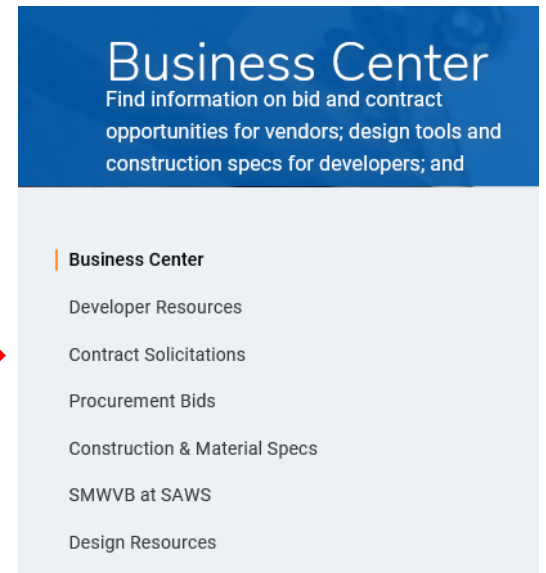 Business Center
Find information on bid and contract
opportunities for vendors; design tools and
construction specs for developers; and
Business Center
Developer Resources
Contract Solicitations
Procurement Bids
Construction & Material Specs
SMWVB at SAWS
Design Resources